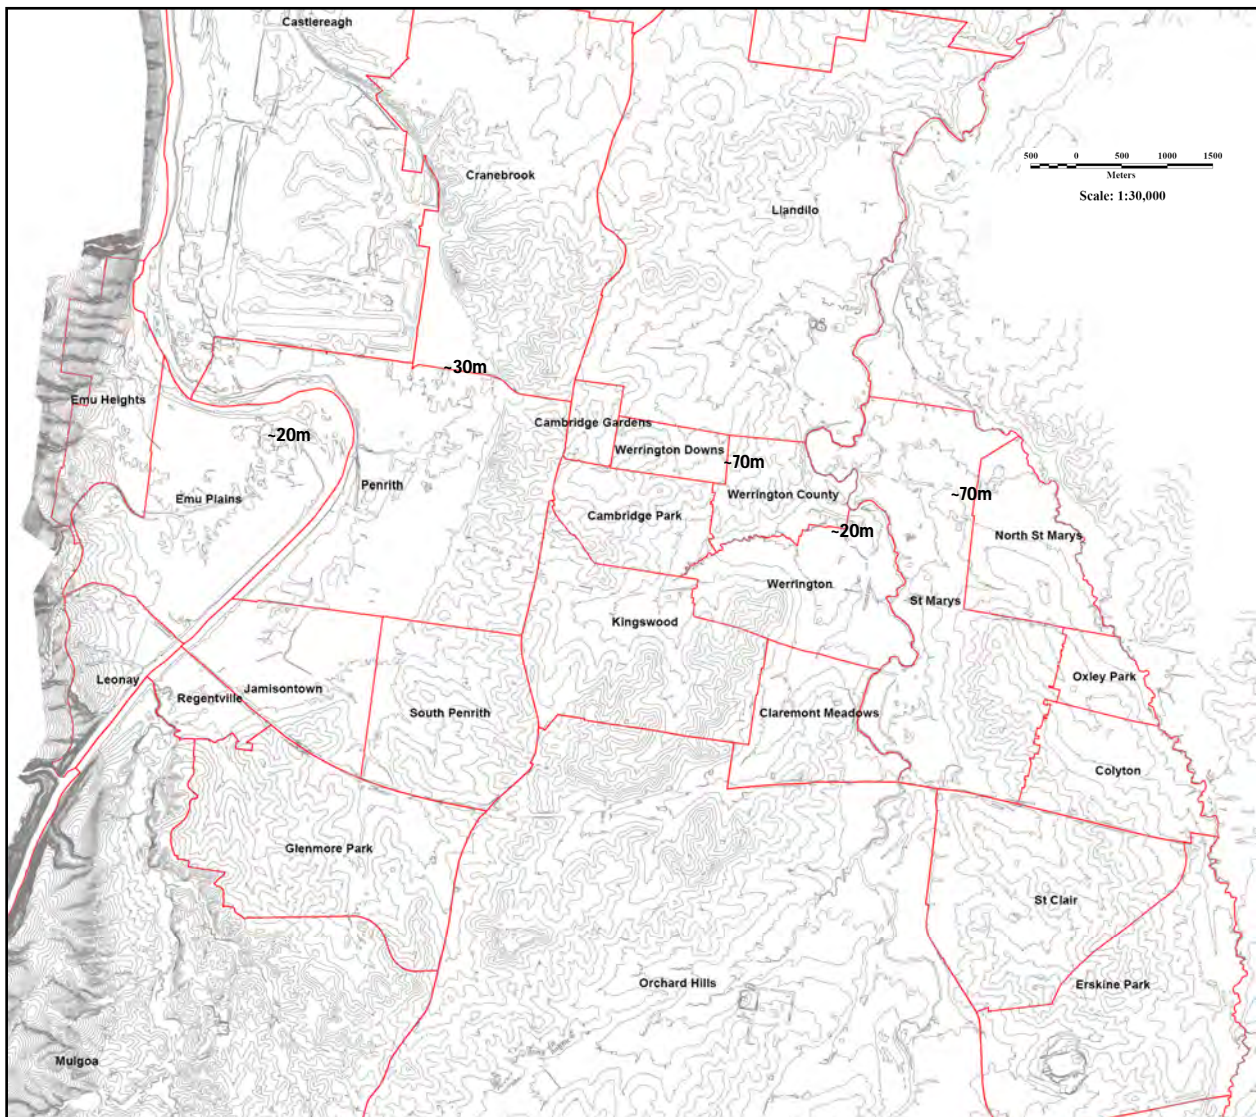 Castlereagh
Cranebrook
500 0 500 1000 1500
Meters
Scale: 1:30,000
Llandilo
~30m
Emu Heights
~20m
Cambridge Gardens
Werrington Downs
~70m
Penrith
Emu Plains
Werrington County
~70m
Cambridge Park
~20m
North St Marys
Werrington
St Marys
Kingswood
Leonay
Regentville
Jamisontown
South Penrith
Claremont Meadows
Oxley Park
Colyton
Glenmore Park
St Clair
Orchard Hills
Erskine Park
Mulgoa